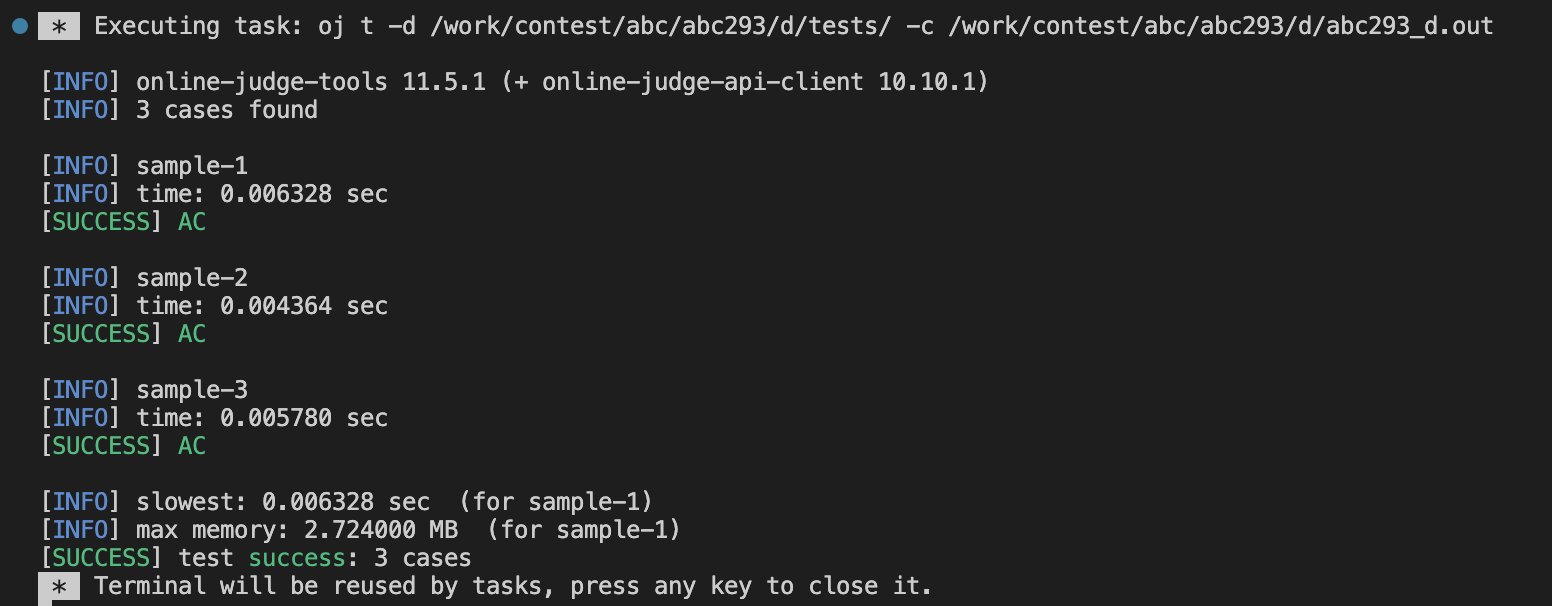 * Executing task: oj t -d /work/contest/abc/abc293/d/tests/ -c /work/contest/abc/abc293/d/abc293_d.out
[INFO] online-judge-tools 11.5.1 (+ online-judge-api-client 10.10.1)
[INFO] 3 cases found
[INFO] sample-1
[INFO] time: 0.006328 sec
[SUCCESS] AC
[INFO] sample-2
[INFO] time: 0.004364 sec
[SUCCESS] AC
[INFO] sample-3
[INFO] time: 0.005780 sec
[SUCCESS] AC
[INFO] slowest: 0.006328 sec  (for sample-1)
[INFO] max memory: 2.724000 MB  (for sample-1)
[SUCCESS] test success: 3 cases
* Terminal will be reused by tasks, press any key to close it.